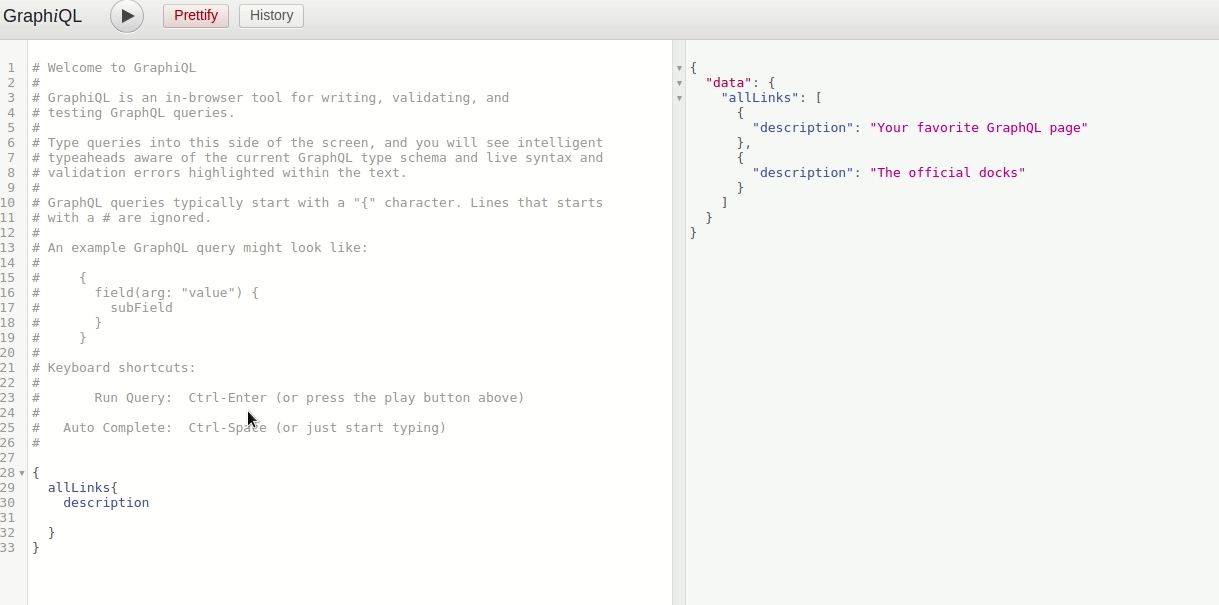 GraphiQL
Prettify
History
1 # Welcome to GraphiQL
2 #
3 # GraphiQL is an in-browser tool for writing, validating, and
4 # testing GraphQL queries.
5 #
6 # Type queries into this side of the screen, and you will see intelligent
7 # typeaheads aware of the current GraphQL type schema and live syntax and
8 # validation errors highlighted within the text.
9 #
10 # GraphQL queries typically start with a "{" character. Lines that starts
11 # with a # are ignored.
12 #
13 # An example GraphQL query might look like:
14 #
15 #     {
16 #       field(arg: "value") {
17 #         subField
18 #       }
19 #     }
20 #
21 # Keyboard shortcuts:
22 #
23 #       Run Query:  Ctrl-Enter (or press the play button above)
24 #
25 #   Auto Complete:  Ctrl-Space (or just start typing)
26 #
27
28 {
29   allLinks{
30     description
31
32   }
33 }
{
  "data": {
    "allLinks": [
      {
        "description": "Your favorite GraphQL page"
      },
      {
        "description": "The official docks"
      }
    ]
  }
}